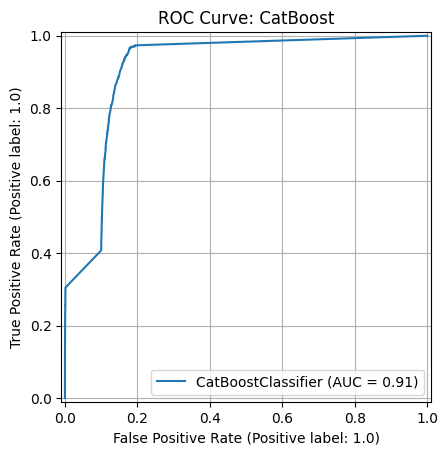 ROC Curve: CatBoost
1.0
0.8
0.6
0.4
0.2
0.0
True Positive Rate (Positive label: 1.0)
CatBoostClassifier (AUC = 0.91)
0.0 0.2 0.4 0.6 0.8 1.0
False Positive Rate (Positive label: 1.0)